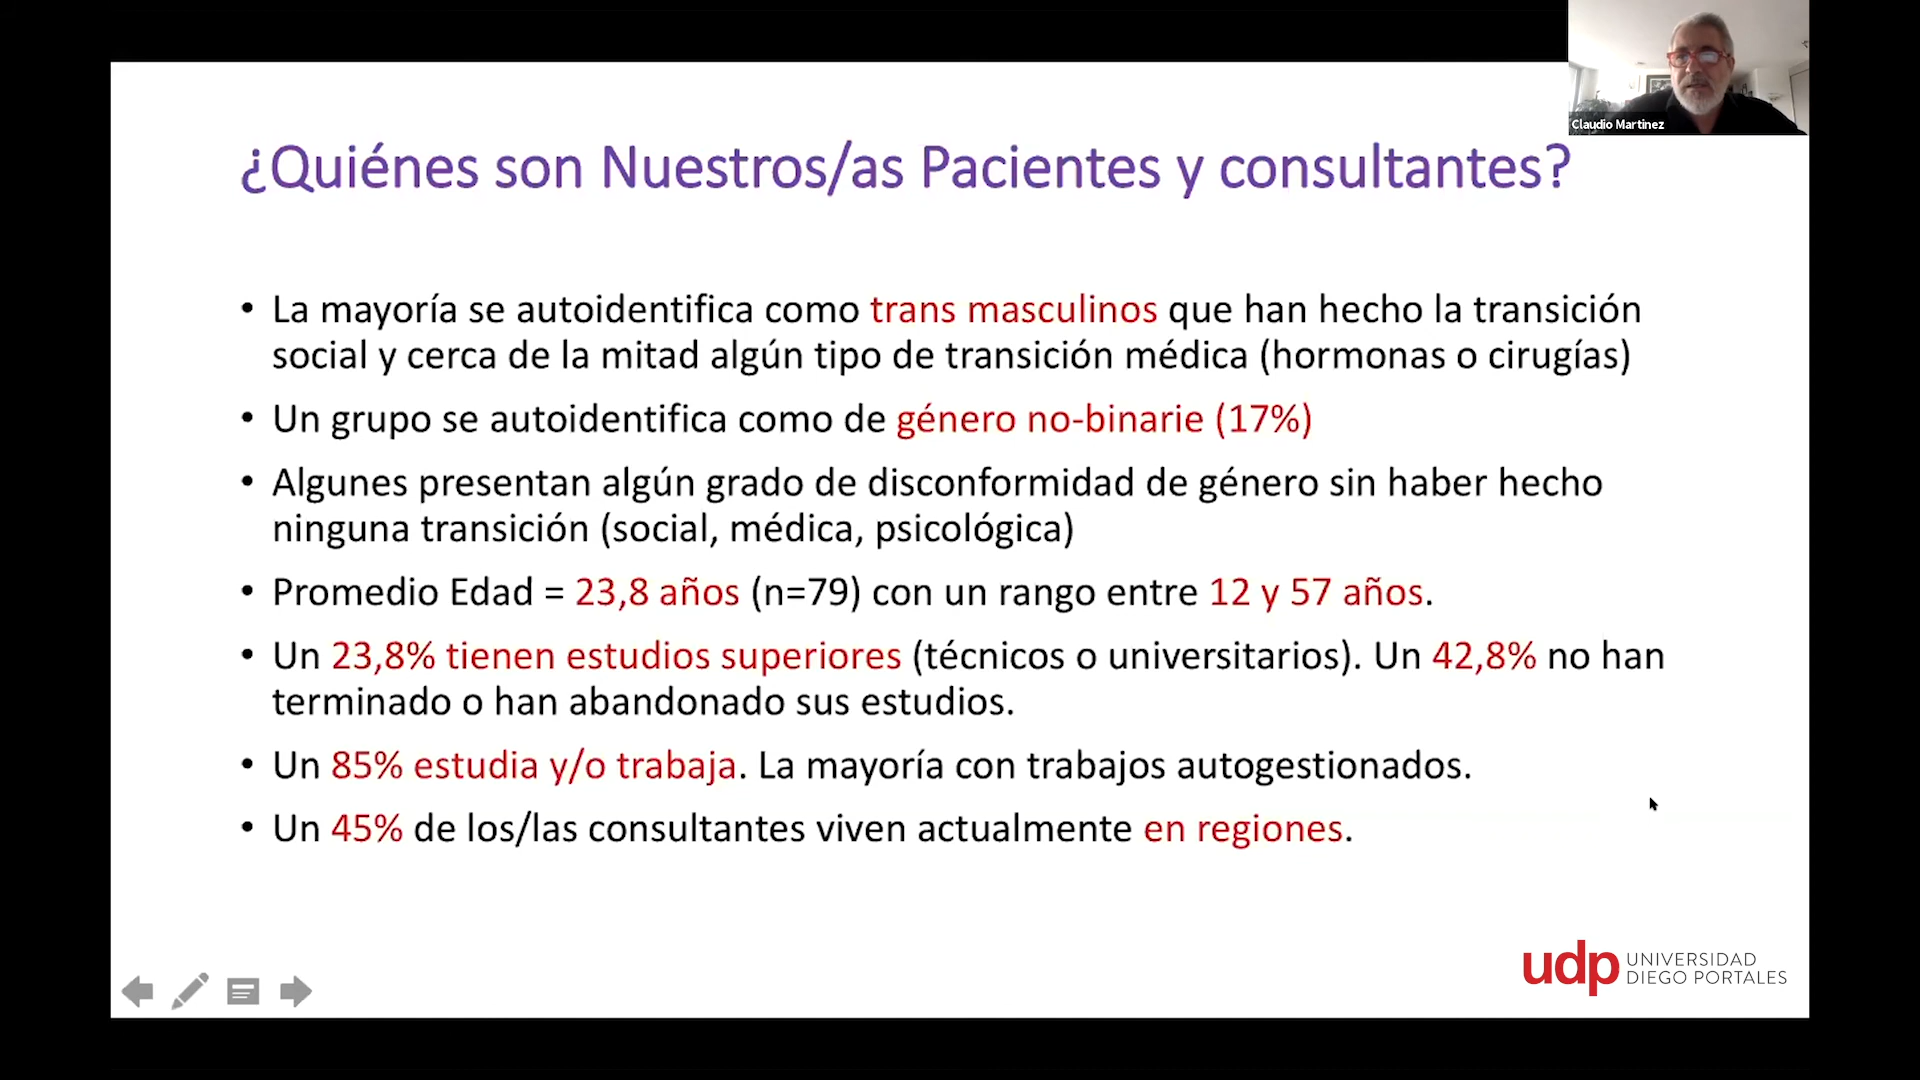 Claudio Martinez
¿Quiénes son Nuestros/as Pacientes y consultantes?
• La mayoría se autoidentifica como trans masculinos que han hecho la transición
social y cerca de la mitad algún tipo de transición médica (hormonas o cirugías)
• Un grupo se autoidentifica como de género no-binarie (17%)
• Algunes presentan algún grado de disconformidad de género sin haber hecho
ninguna transición (social, médica, psicológica)
• Promedio Edad = 23,8 años (n=79) con un rango entre 12 y 57 años.
• Un 23,8% tienen estudios superiores (técnicos o universitarios). Un 42,8% no han
terminado o han abandonado sus estudios.
• Un 85% estudia y/o trabaja. La mayoría con trabajos autogestionados.
• Un 45% de los/las consultantes viven actualmente en regiones.
udp UNIVERSIDAD
DIEGO PORTALES